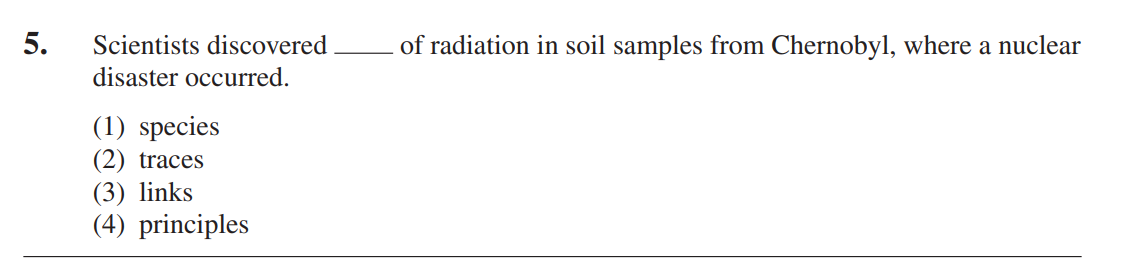 5. Scientists discovered ____ of radiation in soil samples from Chernobyl, where a nuclear
disaster occurred.
(1) species
(2) traces
(3) links
(4) principles